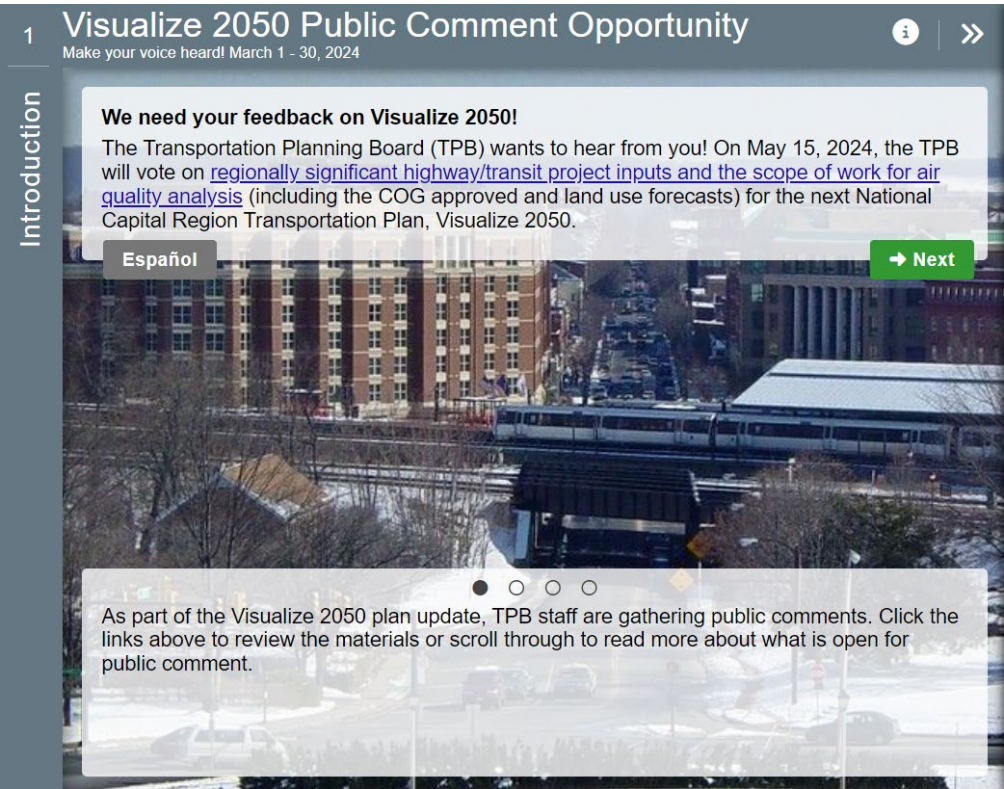 1
Visualize 2050 Public Comment Opportunity
Make your voice heard! March 1 - 30, 2024
Introduction
We need your feedback on Visualize 2050!
The Transportation Planning Board (TPB) wants to hear from you! On May 15, 2024, the TPB
will vote on regionally significant highway/transit project inputs and the scope of work for air
quality analysis (including the COG approved and land use forecasts) for the next National
Capital Region Transportation Plan, Visualize 2050.
Español
Next
As part of the Visualize 2050 plan update, TPB staff are gathering public comments. Click the
links above to review the materials or scroll through to read more about what is open for
public comment.